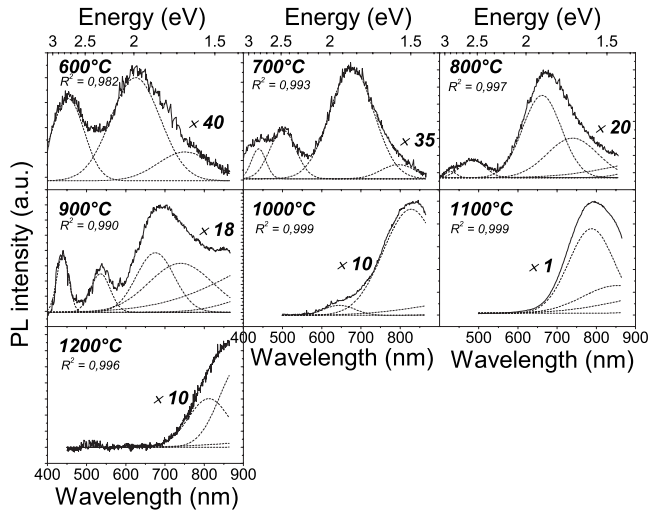 Energy (eV) Energy (eV) Energy (eV)
3 2.5 2 1.5 3 2.5 2 1.5 3 2.5 2 1.5
600°C 700°C 800°C
R² = 0,982 R² = 0,993 R² = 0,997
× 40 × 35 × 20
PL intensity (a.u.)
900°C 1000°C 1100°C
R² = 0,990 R² = 0,999 R² = 0,999
× 18 × 10 × 1
400 500 600 700 800 500 600 700 800 900
Wavelength (nm) Wavelength (nm)
1200°C
R² = 0,996
× 10
400 500 600 700 800 900
Wavelength (nm)